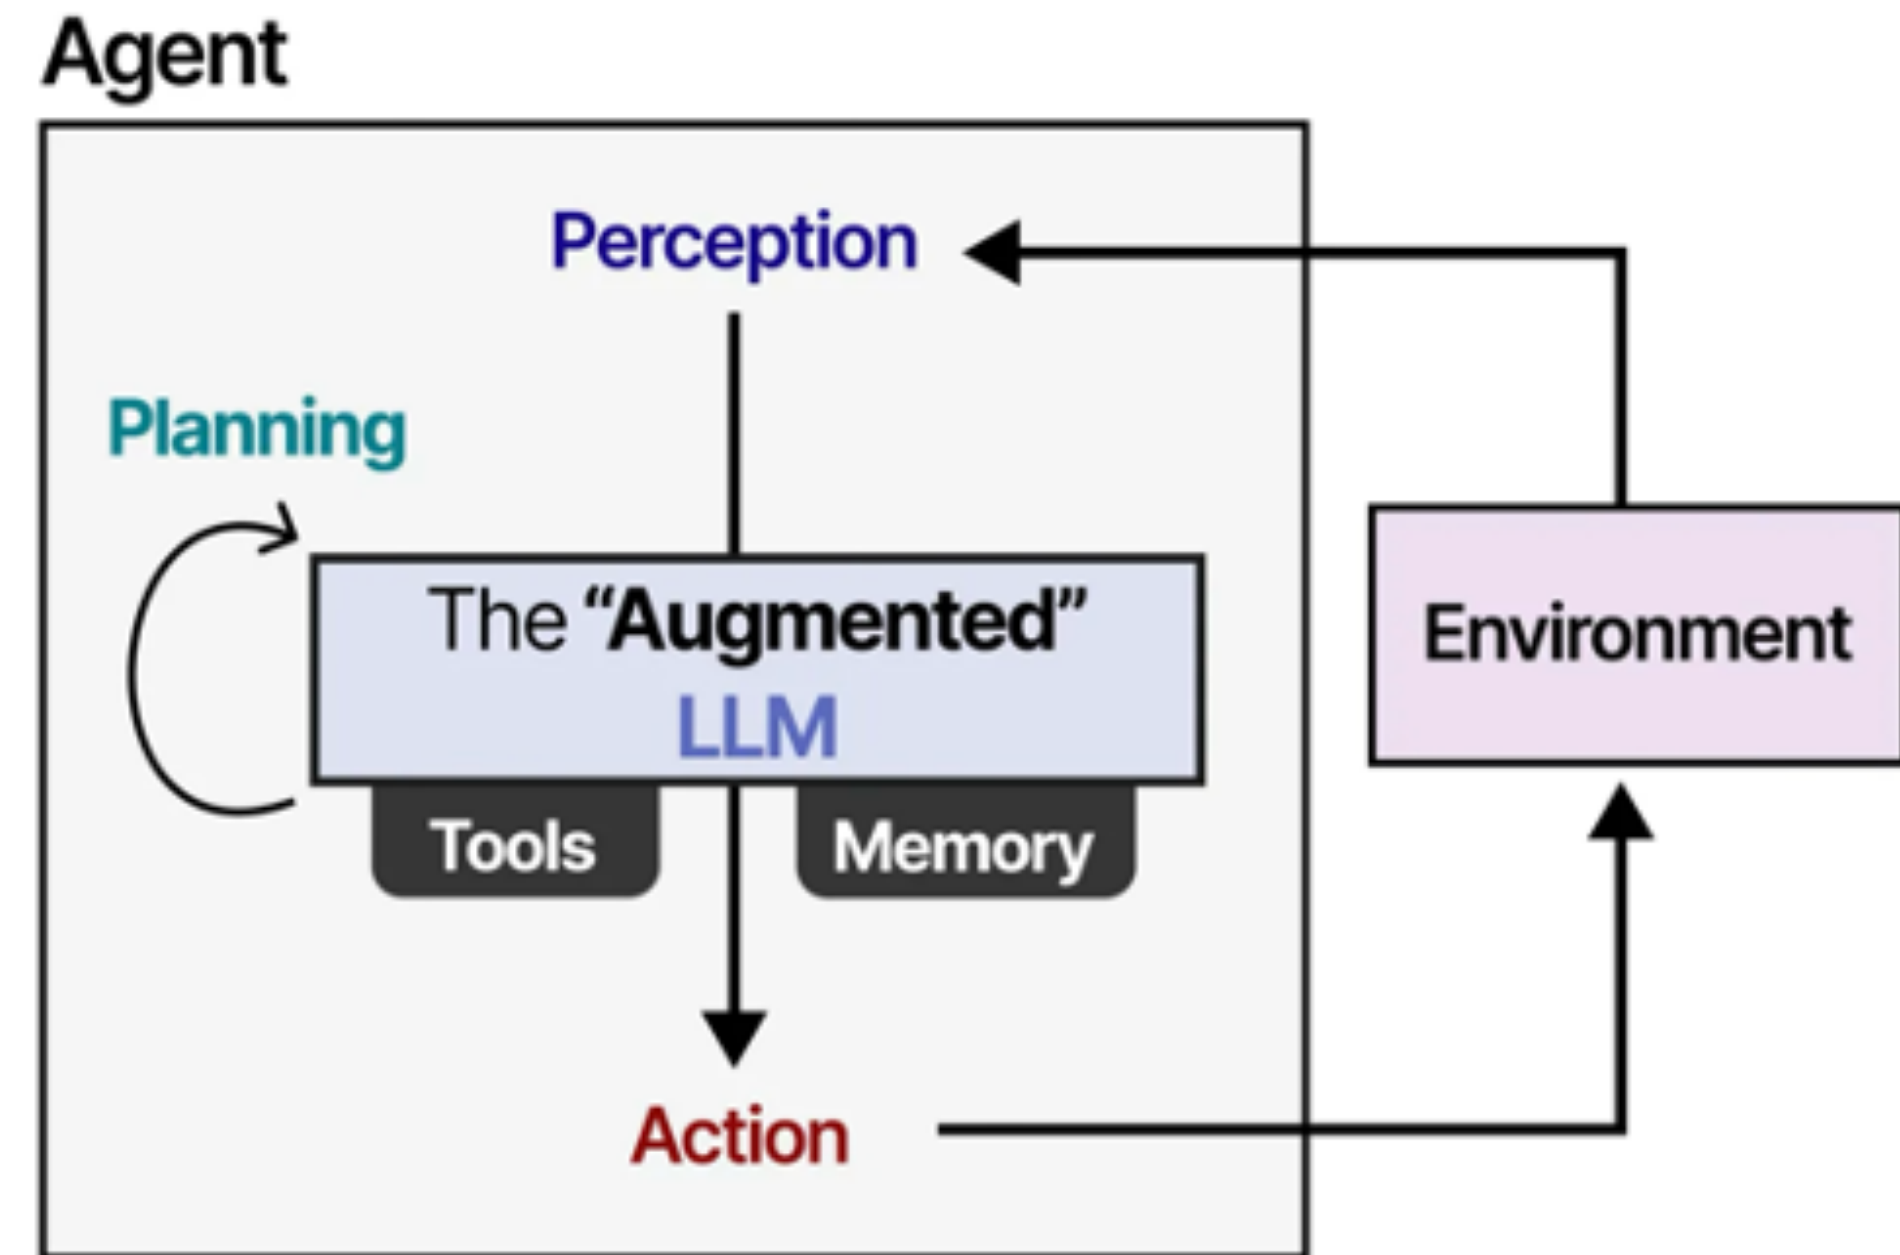 Agent
Perception
Planning
The “Augmented”
LLM
Environment
Tools
Memory
Action